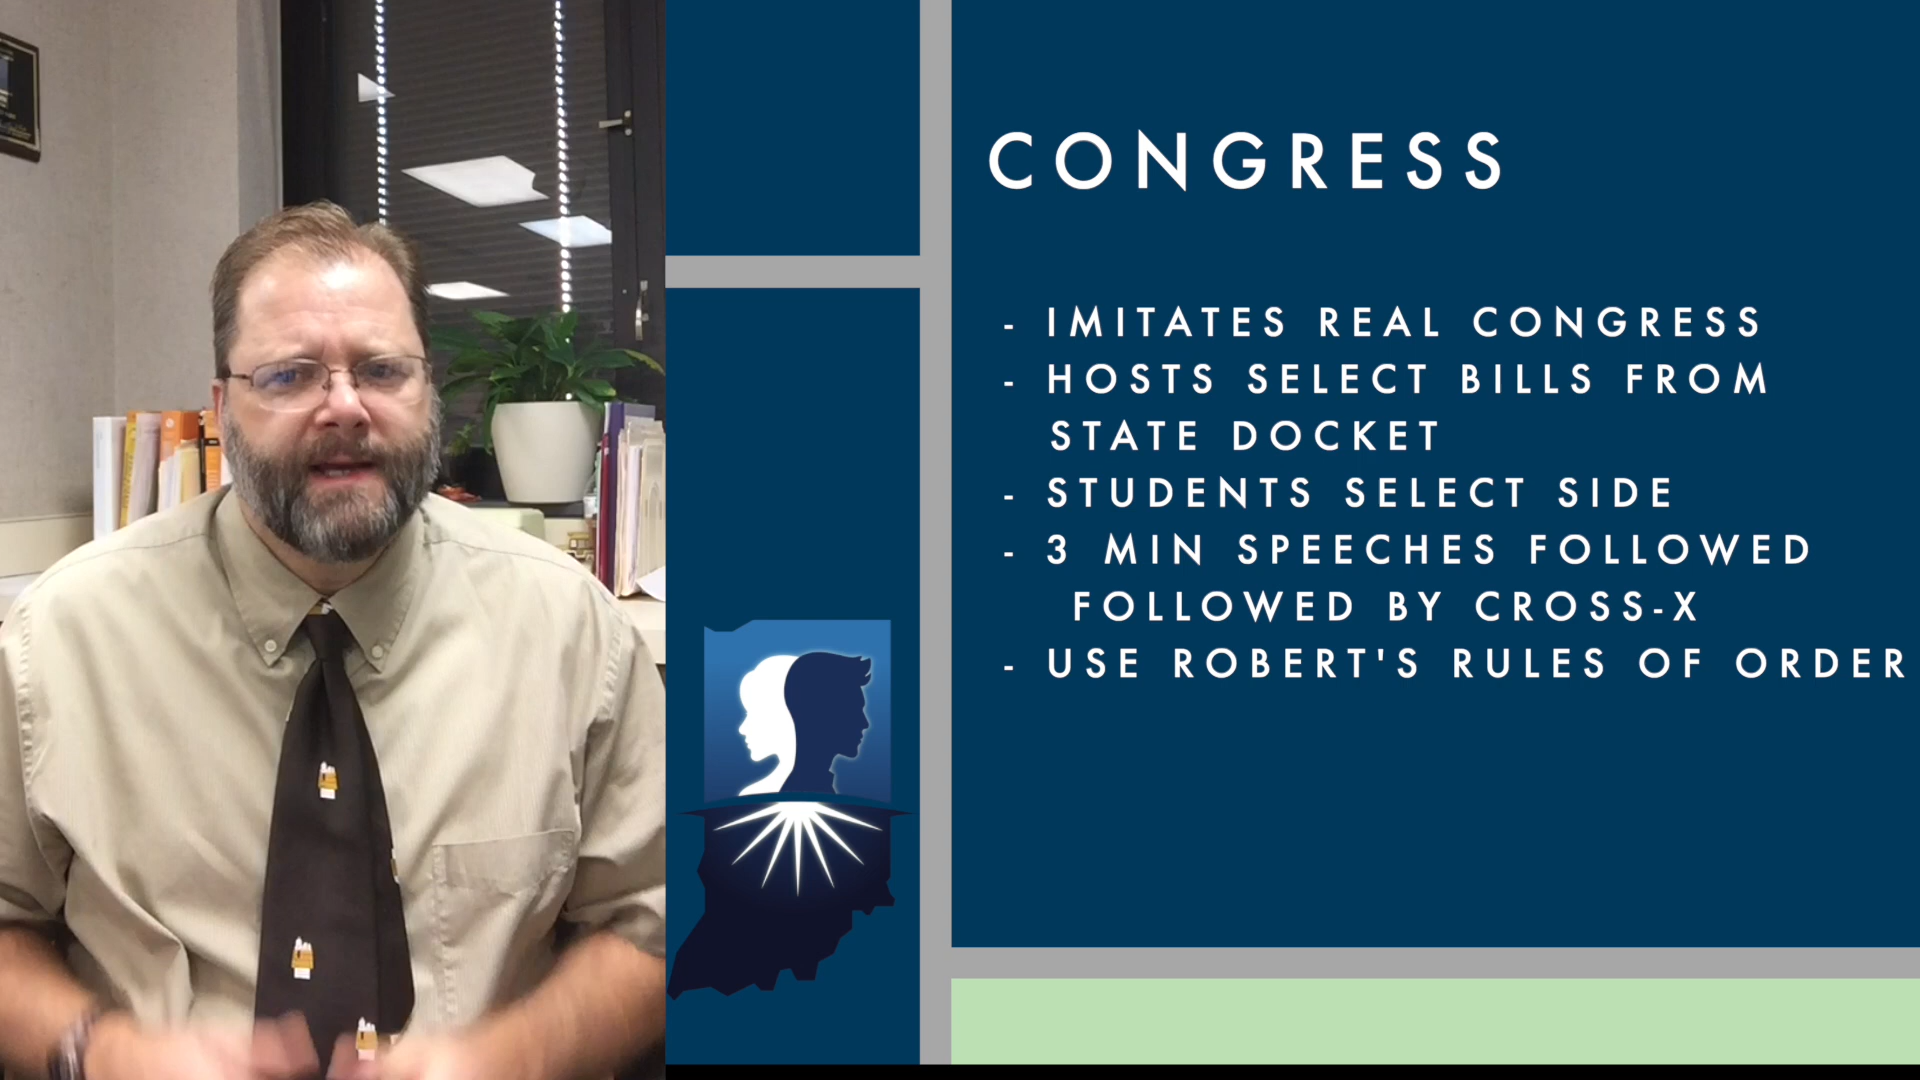 CONGRESS
- IMITATES REAL CONGRESS
- HOSTS SELECT BILLS FROM
STATE DOCKET
- STUDENTS SELECT SIDE
- 3 MIN SPEECHES FOLLOWED
FOLLOWED BY CROSS-X
- USE ROBERT'S RULES OF ORDER